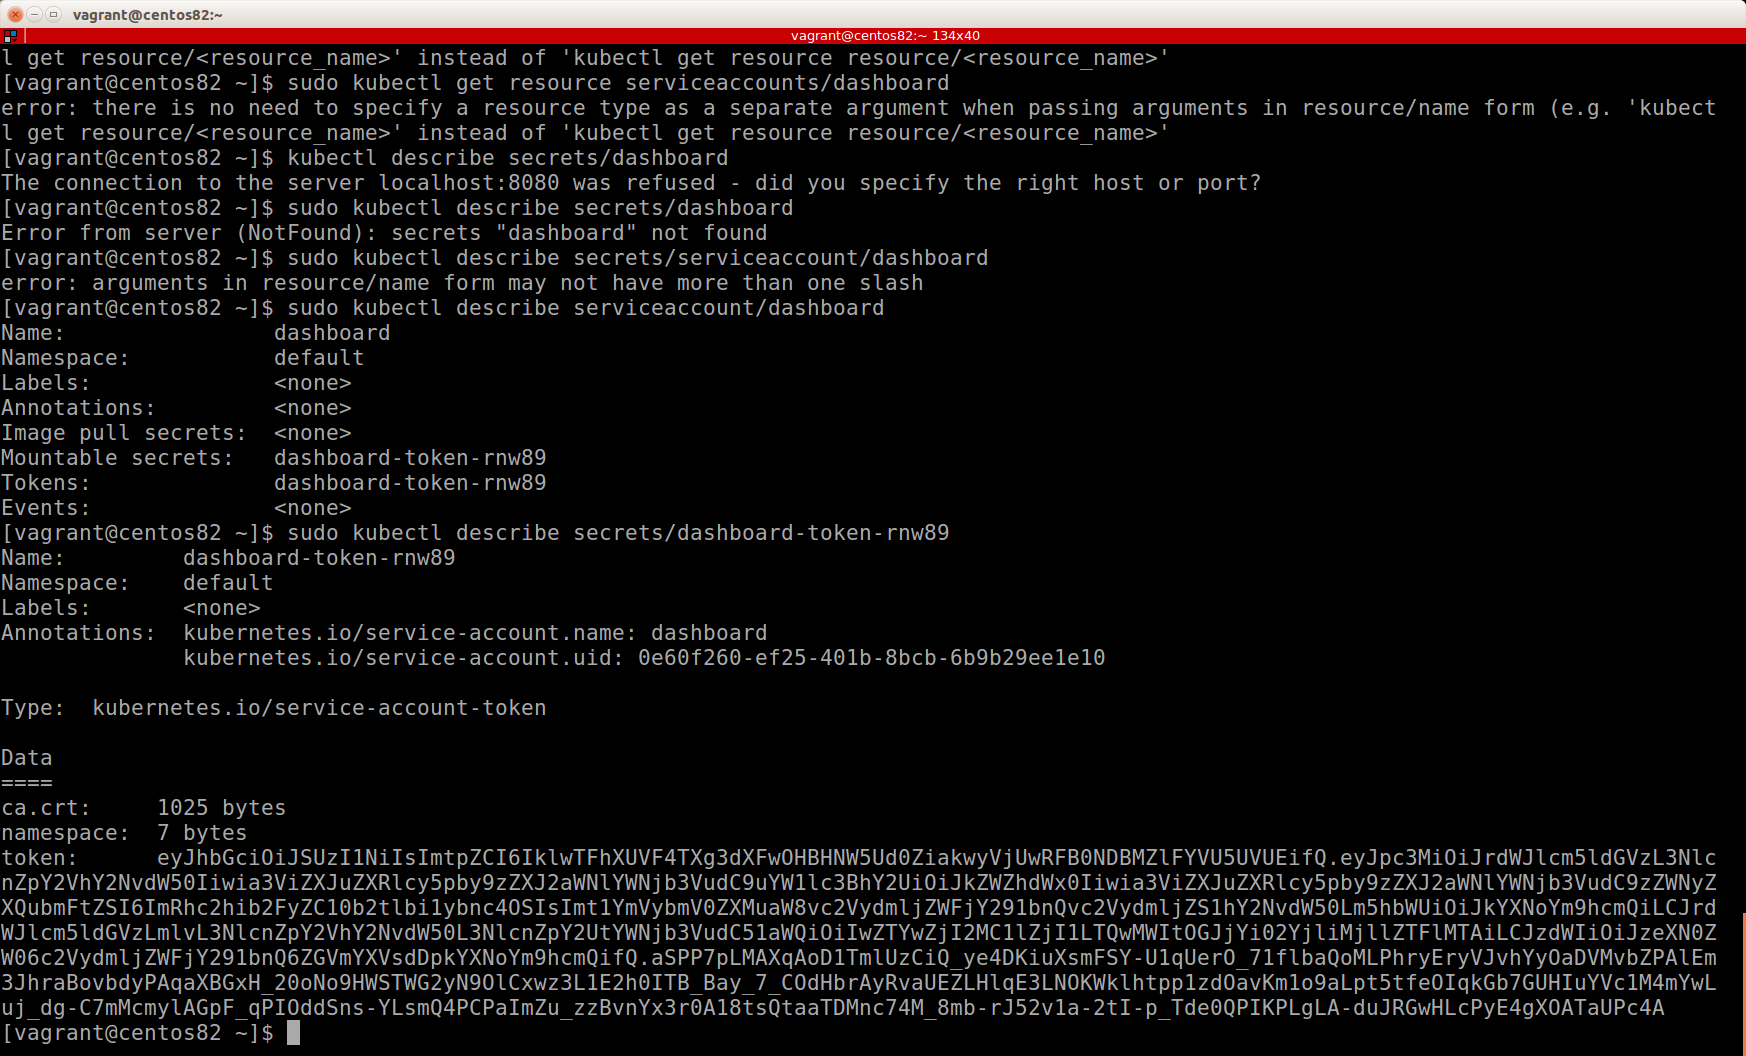 vagrant@centos82:~
vagrant@centos82:~ 134x40
l get resource/<resource_name>' instead of 'kubectl get resource resource/<resource_name>'
[vagrant@centos82 ~]$ sudo kubectl get resource serviceaccounts/dashboard
error: there is no need to specify a resource type as a separate argument when passing arguments in resource/name form (e.g. 'kubect
l get resource/<resource_name>' instead of 'kubectl get resource resource/<resource_name>'
[vagrant@centos82 ~]$ kubectl describe secrets/dashboard
The connection to the server localhost:8080 was refused - did you specify the right host or port?
[vagrant@centos82 ~]$ sudo kubectl describe secrets/dashboard
Error from server (NotFound): secrets "dashboard" not found
[vagrant@centos82 ~]$ sudo kubectl describe secrets/serviceaccount/dashboard
error: arguments in resource/name form may not have more than one slash
[vagrant@centos82 ~]$ sudo kubectl describe serviceaccount/dashboard
Name:                dashboard
Namespace:           default
Labels:              <none>
Annotations:         <none>
Image pull secrets:  <none>
Mountable secrets:   dashboard-token-rnw89
Tokens:              dashboard-token-rnw89
Events:              <none>
[vagrant@centos82 ~]$ sudo kubectl describe secrets/dashboard-token-rnw89
Name:         dashboard-token-rnw89
Namespace:    default
Labels:       <none>
Annotations:  kubernetes.io/service-account.name: dashboard
              kubernetes.io/service-account.uid: 0e60f260-ef25-401b-8bcb-6b9b29ee1e10
Type:  kubernetes.io/service-account-token
Data
====
ca.crt:     1025 bytes
namespace:  7 bytes
token:      eyJhbGciOiJSUzI1NiIsImtpZCI6IklwTFhXUVF4TXg3dXFwOHBHNW5Ud0ZiakwyVjUwRFB0NDBMZlFYVU5UVUEifQ.eyJpc3MiOiJrdWJlcm5ldGVzL3Nlc
nZpY2VhY2NvdW50Iiwia3ViZXJuZXRlcy5pby9zZXJ2aWNlYWNjb3VudC9uYW1lc3BhY2UiOiJkZWZhdWx0Iiwia3ViZXJuZXRlcy5pby9zZXJ2aWNlYWNjb3VudC9zZWNyZ
XQubmFtZSI6ImRhc2hib2FyZC10b2tlbi1ybnc4OSIsImt1YmVybmV0ZXMuaW8vc2VydmljZWFjY291bnQvc2VydmljZS1hY2NvdW50Lm5hbWUiOiJkYXNoYm9hcmQiLCJrd
WJlcm5ldGVzLmlvL3NlcnZpY2VhY2NvdW50L3NlcnZpY2UtYWNjb3VudC51aWQiOiIwZTYwZjI2MC1lZjI1LTQwMWItOGJjYi02YjliMjllZTFlMTAiLCJzdWIiOiJzeXN0Z
W06c2VydmljZWFjY291bnQ6ZGVmYXVsdDpkYXNoYm9hcmQifQ.aSPP7pLMAXqAoD1TmlUzCiQ_ye4DKiuXsmFSY-U1qUerO_71flbaQoMLPhryEryVJvhYyOaDVMvbZPAlEm
3JhraBovbdyPAqaXBGxH_20oNo9HWSTWG2yN9OlCxwz3L1E2h0ITB_Bay_7_COdHbrAyRvaUEZLHlqE3LNOKWklhtpp1zdOavKm1o9aLpt5tfeOIqkGb7GUHIuYVc1M4mYwL
uj_dg-C7mMcmylAGpF_qPIOddSns-YLsmQ4PCPaImZu_zzBvnYx3r0A18tsQtaaTDMnc74M_8mb-rJ52v1a-2tI-p_Tde0QPIKPLgLA-duJRGwHLcPyE4gXOATaUPc4A
[vagrant@centos82 ~]$